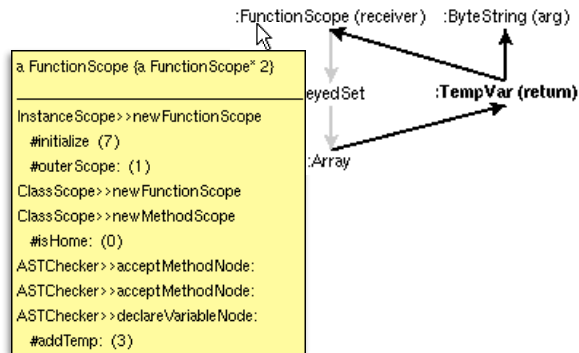 :FunctionScope (receiver)
:ByteString (arg)
a FunctionScope {a FunctionScope* 2}
eyedSet
:TempVar (return)
InstanceScope>>newFunctionScope
#initialize (7)
#outerScope: (1)
:Array
ClassScope>>newFunctionScope
ClassScope>>newMethodScope
#isHome: (0)
ASTChecker>>acceptMethodNode:
ASTChecker>>acceptMethodNode:
ASTChecker>>declareVariableNode:
#addTemp: (3)